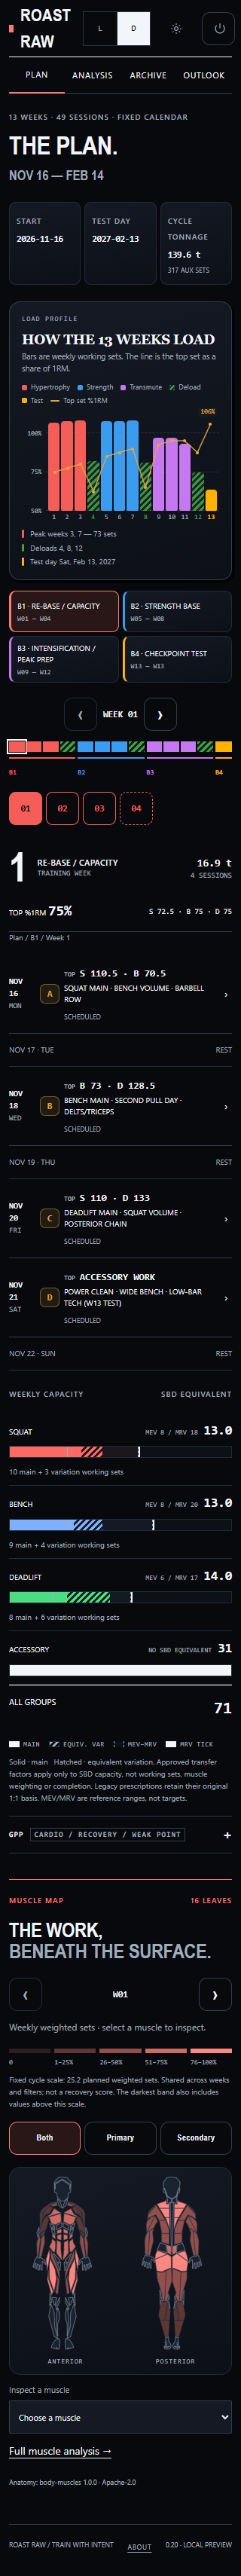 ROAST
RAW
L D
PLAN ANALYSIS ARCHIVE OUTLOOK
13 WEEKS · 49 SESSIONS · FIXED CALENDAR
THE PLAN.
NOV 16 — FEB 14
START
2026-11-16
TEST DAY
2027-02-13
CYCLE
TONNAGE
139.6 t
317 AUX SETS
LOAD PROFILE
HOW THE 13 WEEKS LOAD
Bars are weekly working sets. The line is the top set as a
share of 1RM.
Hypertrophy Strength Transmute Deload
Test Top set %1RM
106%
100%
75%
50%
1 2 3 4 5 6 7 8 9 10 11 12 13
Peak weeks 3, 7 — 73 sets
Deloads 4, 8, 12
Test day Sat, Feb 13, 2027
B1 · RE-BASE / CAPACITY
W01 — W04
B2 · STRENGTH BASE
W05 — W08
B3 · INTENSIFICATION /
PEAK PREP
W09 — W12
B4 · CHECKPOINT TEST
W13 — W13
‹ WEEK 01 ›
B1 B2 B3 B4
01 02 03 04
1 RE-BASE / CAPACITY 16.9 t
TRAINING WEEK 4 SESSIONS
TOP %1RM 75% S 72.5 · B 75 · D 75
Plan / B1 / Week 1
NOV
16
MON
A
TOP S 110.5 · B 70.5
SQUAT MAIN · BENCH VOLUME · BARBELL
ROW
SCHEDULED
›
NOV 17 · TUE REST
NOV
18
WED
B
TOP B 73 · D 128.5
BENCH MAIN · SECOND PULL DAY ·
DELTS/TRICEPS
SCHEDULED
›
NOV 19 · THU REST
NOV
20
FRI
C
TOP S 110 · D 133
DEADLIFT MAIN · SQUAT VOLUME ·
POSTERIOR CHAIN
SCHEDULED
›
NOV
21
SAT
D
TOP ACCESSORY WORK
POWER CLEAN · WIDE BENCH · LOW-BAR
TECH (W13 TEST)
SCHEDULED
›
NOV 22 · SUN REST
WEEKLY CAPACITY SBD EQUIVALENT
SQUAT MEV 8 / MRV 18 13.0
10 main + 3 variation working sets
BENCH MEV 8 / MRV 20 13.0
9 main + 4 variation working sets
DEADLIFT MEV 6 / MRV 17 14.0
8 main + 6 variation working sets
ACCESSORY NO SBD EQUIVALENT 31
ALL GROUPS 71
MAIN EQUIV. VAR MEV–MRV MRV TICK
Solid · main Hatched · equivalent variation. Approved transfer
factors apply only to SBD capacity, not working sets, muscle
weighting or completion. Legacy prescriptions retain their original
1:1 basis. MEV/MRV are reference ranges, not targets.
GPP CARDIO / RECOVERY / WEAK POINT +
MUSCLE MAP 16 LEAVES
THE WORK,
BENEATH THE SURFACE.
‹ W01 ›
Weekly weighted sets · select a muscle to inspect.
0 1–25% 26–50% 51–75% 76–100%
Fixed cycle scale: 25.2 planned weighted sets. Shared across weeks
and filters; not a recovery score. The darkest band also includes
values above this scale.
Both Primary Secondary
ANTERIOR POSTERIOR
Inspect a muscle
Choose a muscle
Full muscle analysis →
Anatomy: body-muscles 1.0.0 · Apache-2.0
ROAST RAW / TRAIN WITH INTENT ABOUT 0.20 · LOCAL PREVIEW